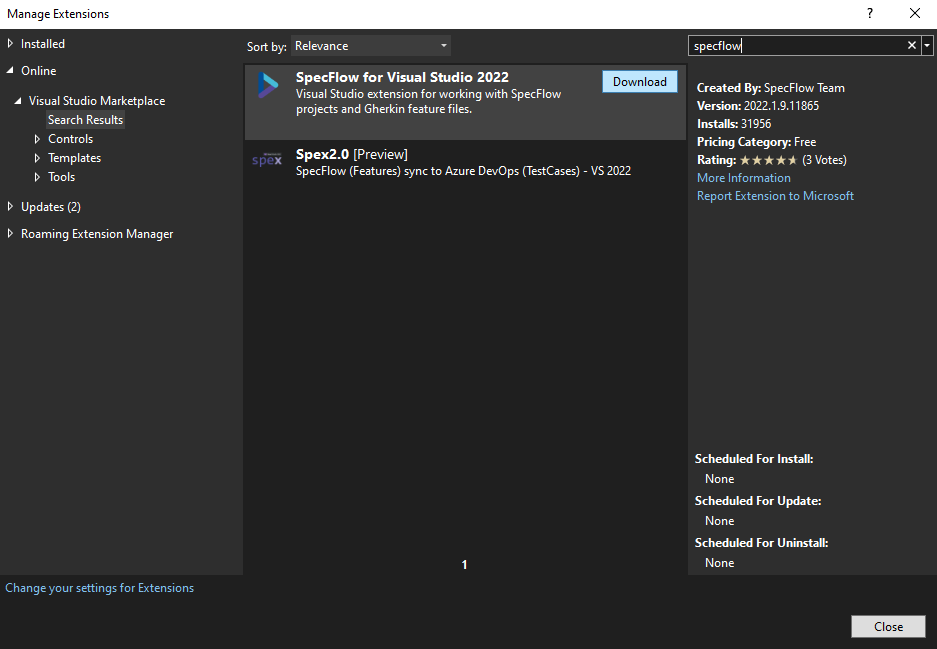 Manage Extensions
?
Installed
Online
Visual Studio Marketplace
Search Results
Controls
Templates
Tools
Updates (2)
Roaming Extension Manager
Sort by: Relevance
SpecFlow for Visual Studio 2022
Download
Visual Studio extension for working with SpecFlow
projects and Gherkin feature files.
spex
Spex2.0 [Preview]
SpecFlow (Features) sync to Azure DevOps (TestCases) - VS 2022
1
specflow
Created By: SpecFlow Team
Version: 2022.1.9.11865
Installs: 31956
Pricing Category: Free
Rating: ★★★★★ (3 Votes)
More Information
Report Extension to Microsoft
Scheduled For Install:
None
Scheduled For Update:
None
Scheduled For Uninstall:
None
Change your settings for Extensions
Close